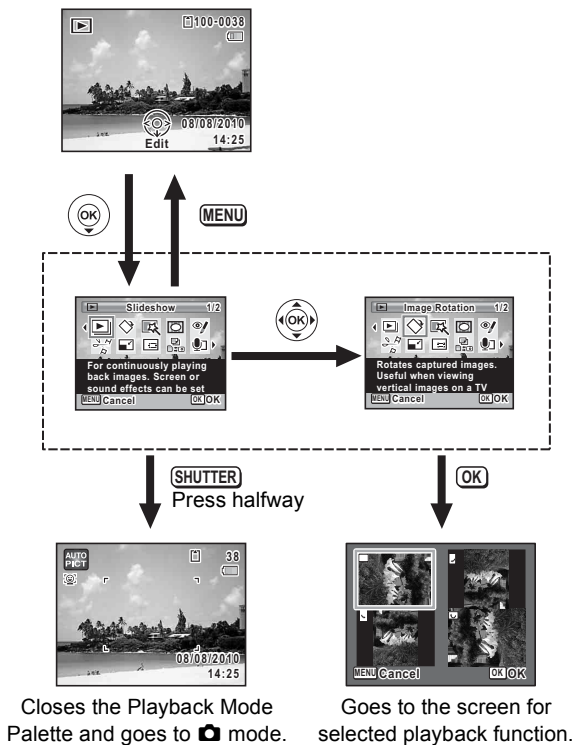 100-0038
08/08/2010
14:25
Edit
OK
MENU
Slideshow 1/2
For continuously playing
back images. Screen or
sound effects can be set
MENU Cancel OK OK
OK
Image Rotation 1/2
Rotates captured images.
Useful when viewing
vertical images on a TV
MENU Cancel OK OK
SHUTTER
Press halfway
OK
AUTO
PICT
38
08/08/2010
14:25
MENU Cancel OK OK
Closes the Playback Mode
Palette and goes to mode.
Goes to the screen for
selected playback function.